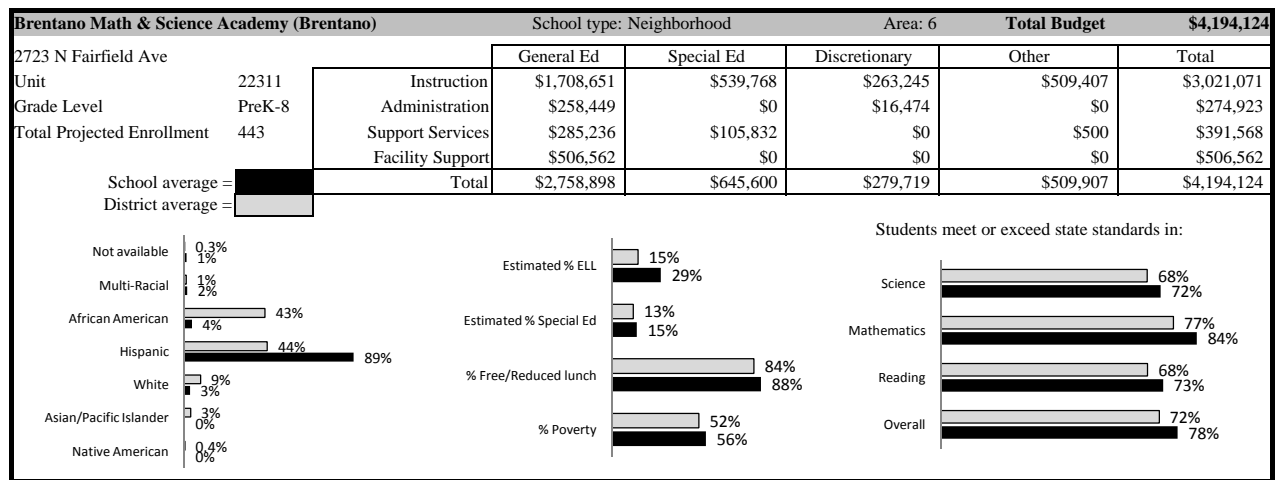 Brentano Math & Science Academy (Brentano) School type: Neighborhood Area: 6 Total Budget $4,194,124
2723 N Fairfield Ave General Ed Special Ed Discretionary Other Total
Unit 22311 Instruction $1,708,651 $539,768 $263,245 $509,407 $3,021,071
Grade Level PreK-8 Administration $258,449 $0 $16,474 $0 $274,923
Total Projected Enrollment 443 Support Services $285,236 $105,832 $0 $500 $391,568
Facility Support $506,562 $0 $0 $0 $506,562
School average = Total $2,758,898 $645,600 $279,719 $509,907 $4,194,124
District average =
Not available 0.3% 1%
Multi-Racial 1% 2%
African American 43% 4%
Hispanic 44% 89%
White 9% 3%
Asian/Pacific Islander 3% 0%
Native American 0.4% 0%
Estimated % ELL 15% 29%
Estimated % Special Ed 13% 15%
% Free/Reduced lunch 84% 88%
% Poverty 52% 56%
Students meet or exceed state standards in:
Science 68% 72%
Mathematics 77% 84%
Reading 68% 73%
Overall 72% 78%